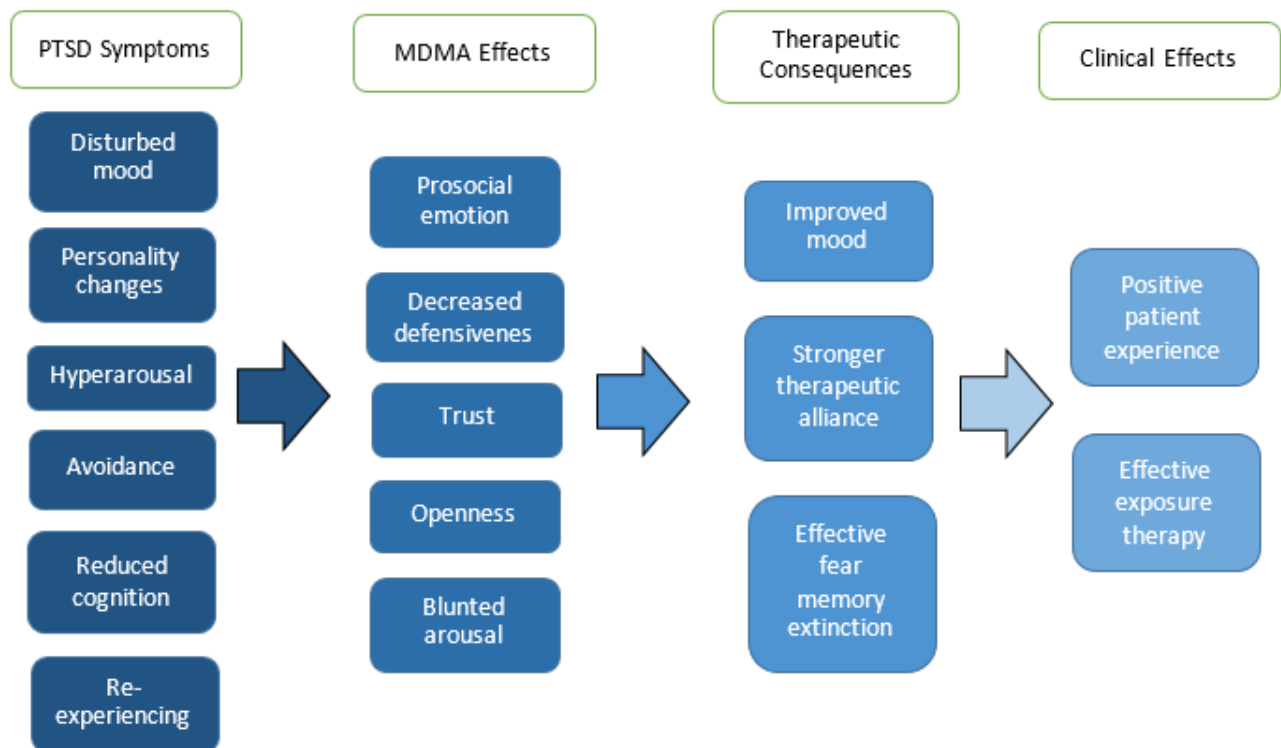 PTSD Symptoms
Disturbed
mood
Personality
changes
Hyperarousal
Avoidance
Reduced
cognition
Re-
experiencing
MDMA Effects
Prosocial
emotion
Decreased
defensivenes
Trust
Openness
Blunted
arousal
Therapeutic
Consequences
Improved
mood
Stronger
therapeutic
alliance
Effective
fear
memory
extinction
Clinical Effects
Positive
patient
experience
Effective
exposure
therapy